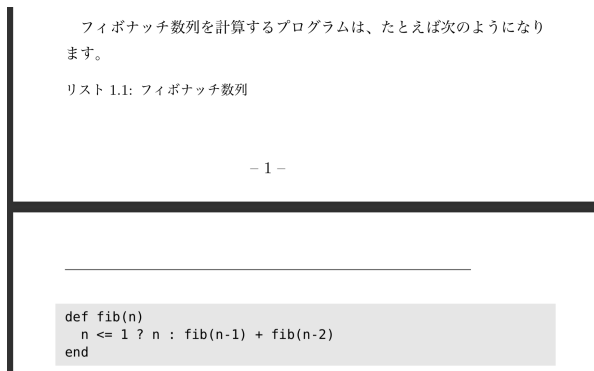 フィボナッチ数列を計算するプログラムは、たとえば次のようになり
ます。
リスト 1.1: フィボナッチ数列
– 1 –
def fib(n)
  n <= 1 ? n : fib(n-1) + fib(n-2)
end